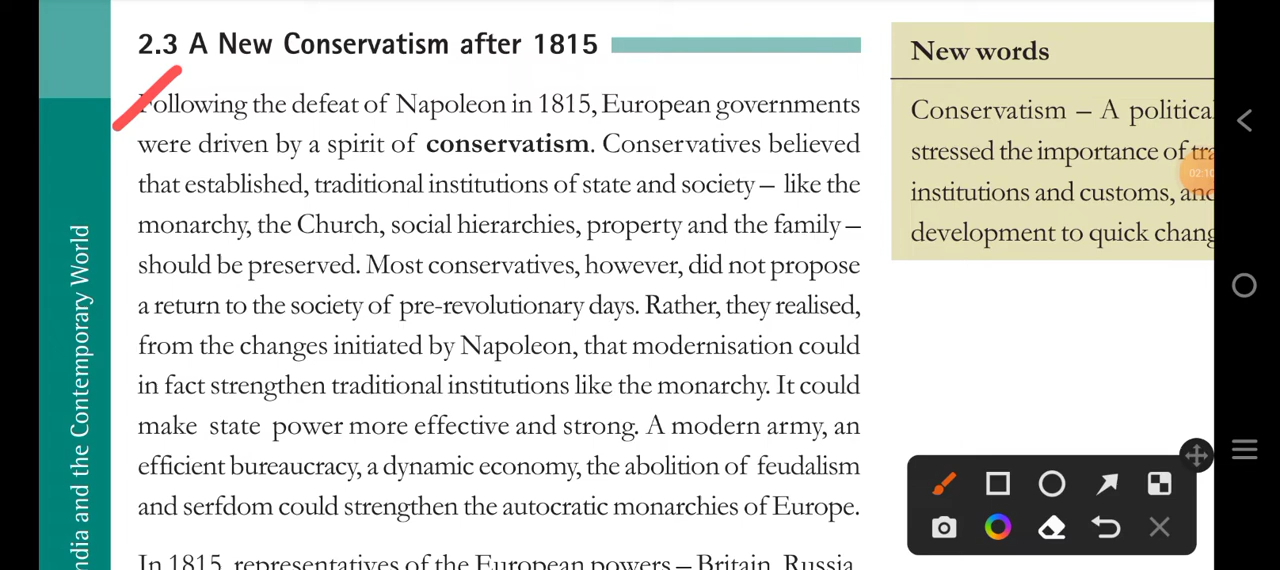 2.3 A New Conservatism after 1815
Following the defeat of Napoleon in 1815, European governments
were driven by a spirit of conservatism. Conservatives believed
that established, traditional institutions of state and society – like the
monarchy, the Church, social hierarchies, property and the family –
should be preserved. Most conservatives, however, did not propose
a return to the society of pre-revolutionary days. Rather, they realised,
from the changes initiated by Napoleon, that modernisation could
in fact strengthen traditional institutions like the monarchy. It could
make state power more effective and strong. A modern army, an
efficient bureaucracy, a dynamic economy, the abolition of feudalism
and serfdom could strengthen the autocratic monarchies of Europe.
In 1815, representatives of the European powers – Britain, Russia,
New words
Conservatism – A political
stressed the importance of
institutions and customs,
development to quick
02:10
and the Contemporary World